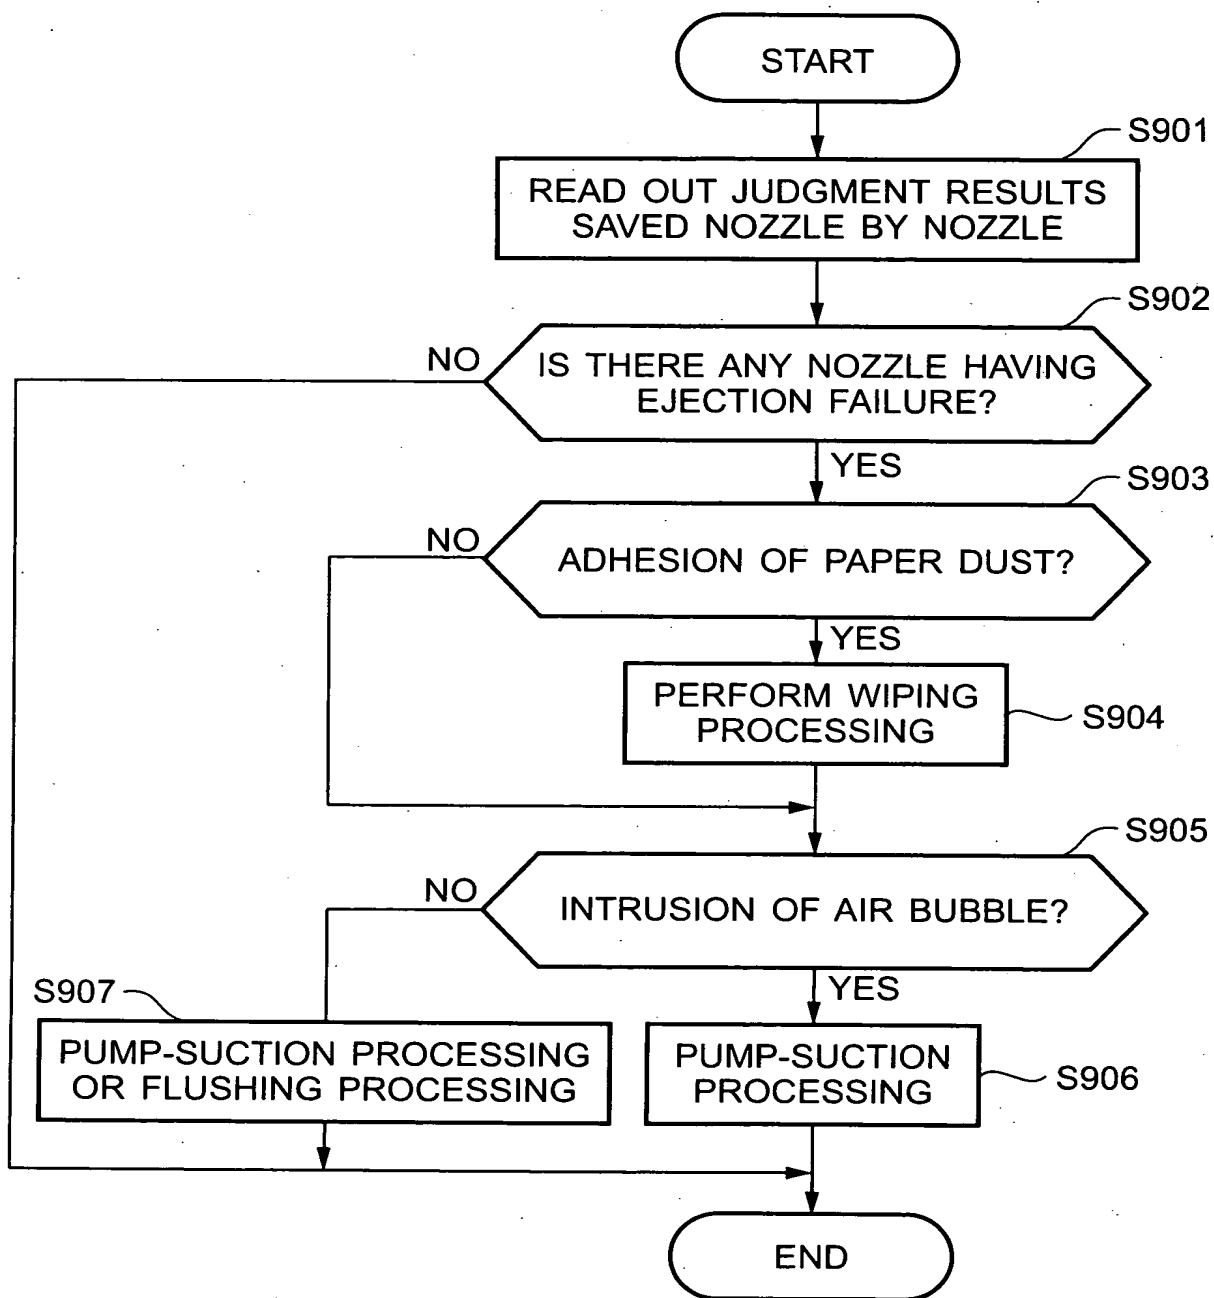 START
S901
READ OUT JUDGMENT RESULTS
SAVED NOZZLE BY NOZZLE
S902
NO
IS THERE ANY NOZZLE HAVING
EJECTION FAILURE?
YES
S903
NO
ADHESION OF PAPER DUST?
YES
PERFORM WIPING
PROCESSING
S904
S905
NO
INTRUSION OF AIR BUBBLE?
YES
S907
PUMP-SUCTION PROCESSING
OR FLUSHING PROCESSING
PUMP-SUCTION
PROCESSING
S906
END